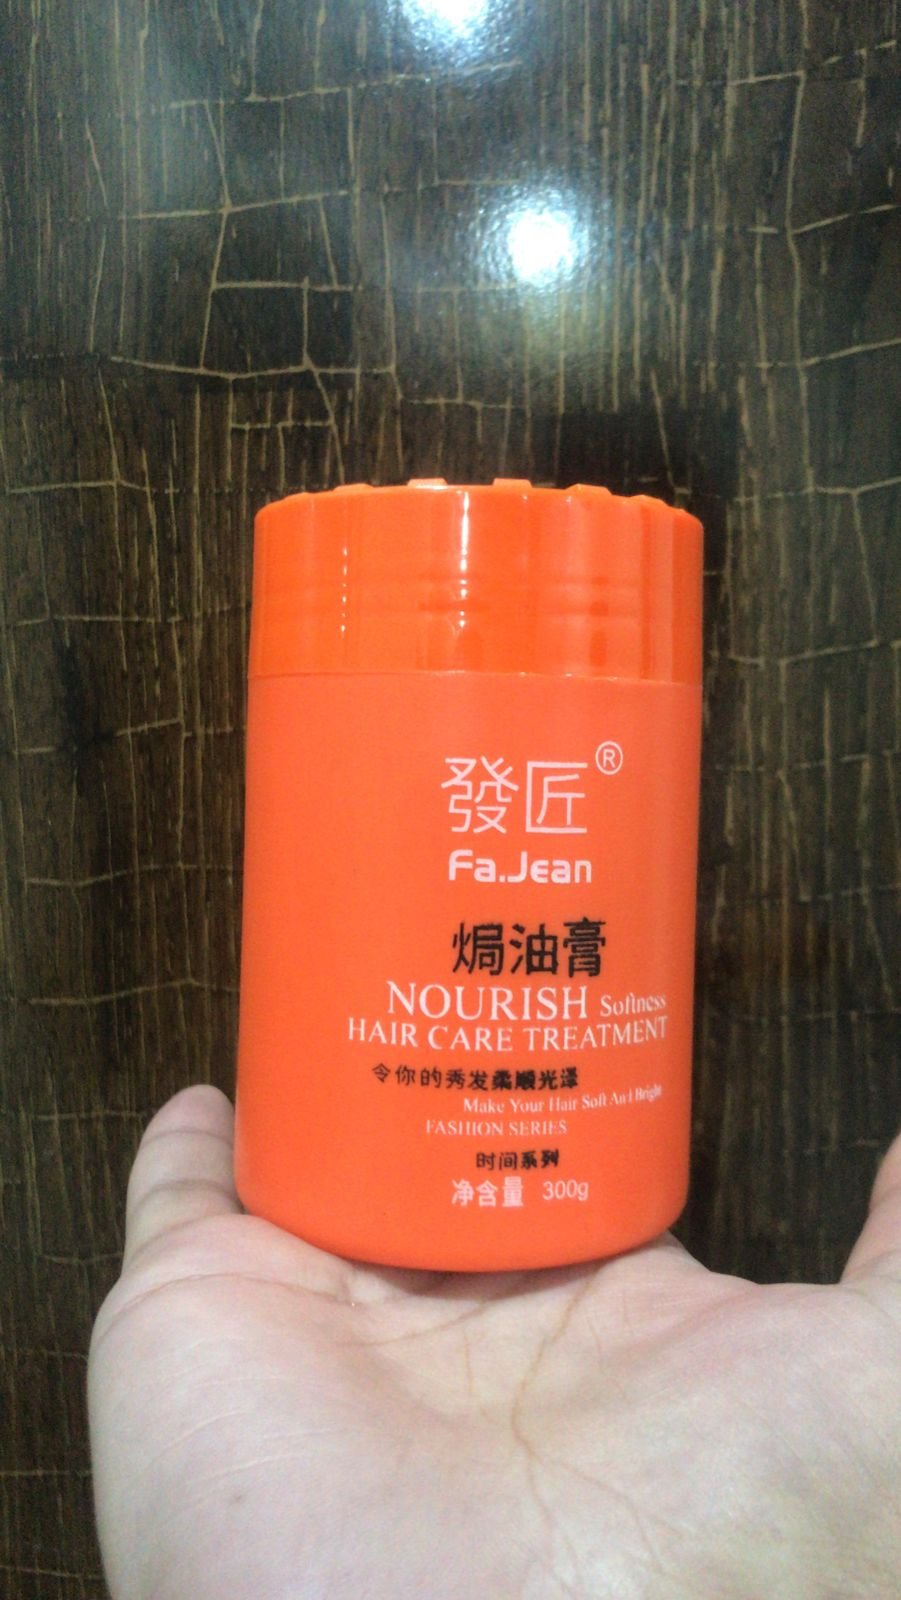 發匠®
Fa.Jean
焗油膏
NOURISH Softness
HAIR CARE TREATMENT
令你的秀发柔顺光泽
Make Your Hair Soft And Bright
FASHION SERIES
时间系列
净含量 300g